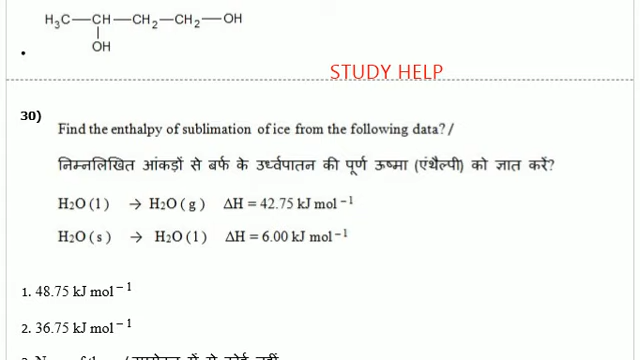 H3C—CH—CH2—CH2—OH
OH
STUDY HELP
30)
Find the enthalpy of sublimation of ice from the following data? /
निम्नलिखित आंकड़ों से बर्फ के उर्ध्वपातन की पूर्ण ऊष्मा (एंथैल्पी) को ज्ञात करें?
H2O (1) → H2O ( g ) ΔH = 42.75 kJ mol −1
H2O ( s ) → H2O (1) ΔH = 6.00 kJ mol−1
1. 48.75 kJ mol − 1
2. 36.75 kJ mol − 1